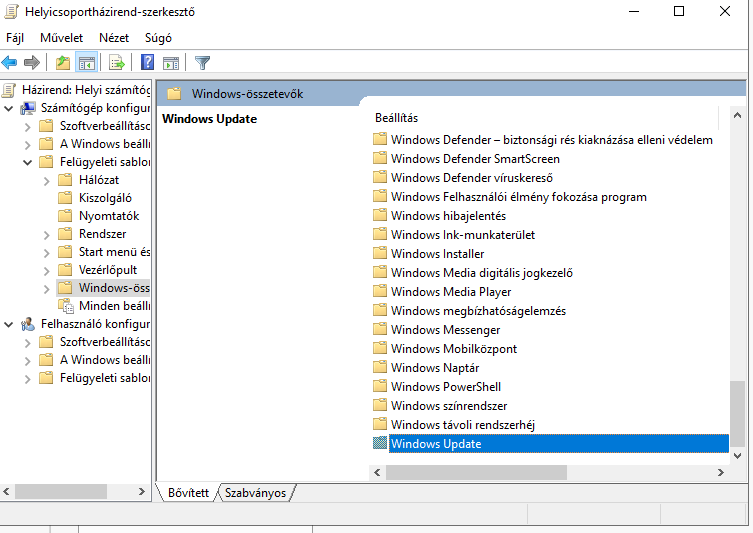 Helyicsoportházirend-szerkesztő
Fájl Művelet Nézet Súgó
Házirend: Helyi számítóg
Számítógép konfigur
Szoftverbeállításo
A Windows beáll
Felügyeleti sablo
Hálózat
Kiszolgáló
Nyomtatók
Rendszer
Start menü és
Vezérlőpult
Windows-öss
Minden beáll
Felhasználó konfigur
Szoftverbeállításo
A Windows beáll
Felügyeleti sablo
Windows-összetevők
Windows Update
Beállítás
Windows Defender – biztonsági rés kiaknázása elleni védelem
Windows Defender SmartScreen
Windows Defender víruskereső
Windows Felhasználói élmény fokozása program
Windows hibajelentés
Windows Ink-munkaterület
Windows Installer
Windows Media digitális jogkezelő
Windows Media Player
Windows megbízhatóságelemzés
Windows Messenger
Windows Mobilközpont
Windows Naptár
Windows PowerShell
Windows színrendszer
Windows távoli rendszerhéj
Windows Update
Bővített Szabványos